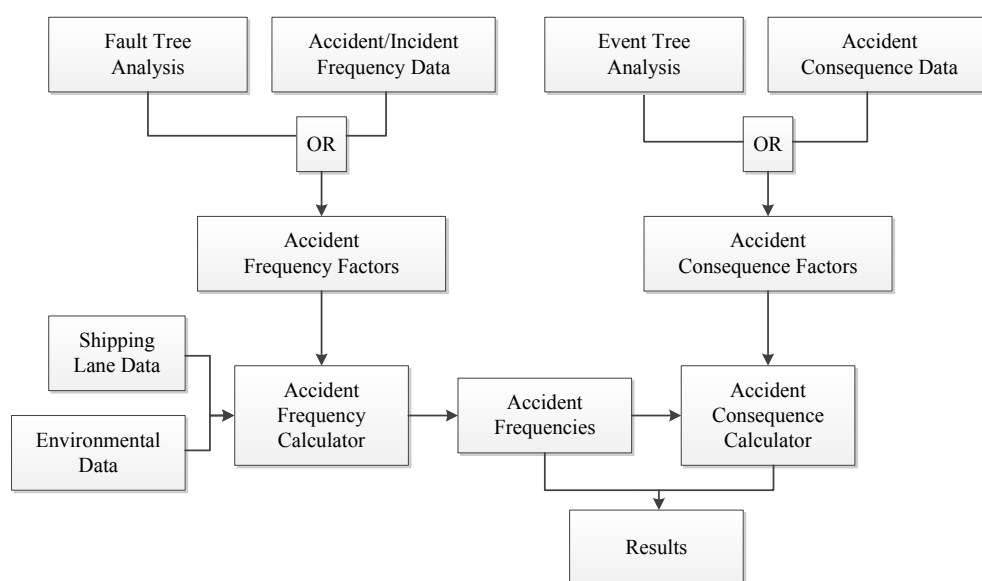 Fault Tree
Analysis
Accident/Incident
Frequency Data
Event Tree
Analysis
Accident
Consequence Data
OR
OR
Accident
Frequency Factors
Accident
Consequence Factors
Shipping
Lane Data
Environmental
Data
Accident
Frequency
Calculator
Accident
Frequencies
Accident
Consequence
Calculator
Results